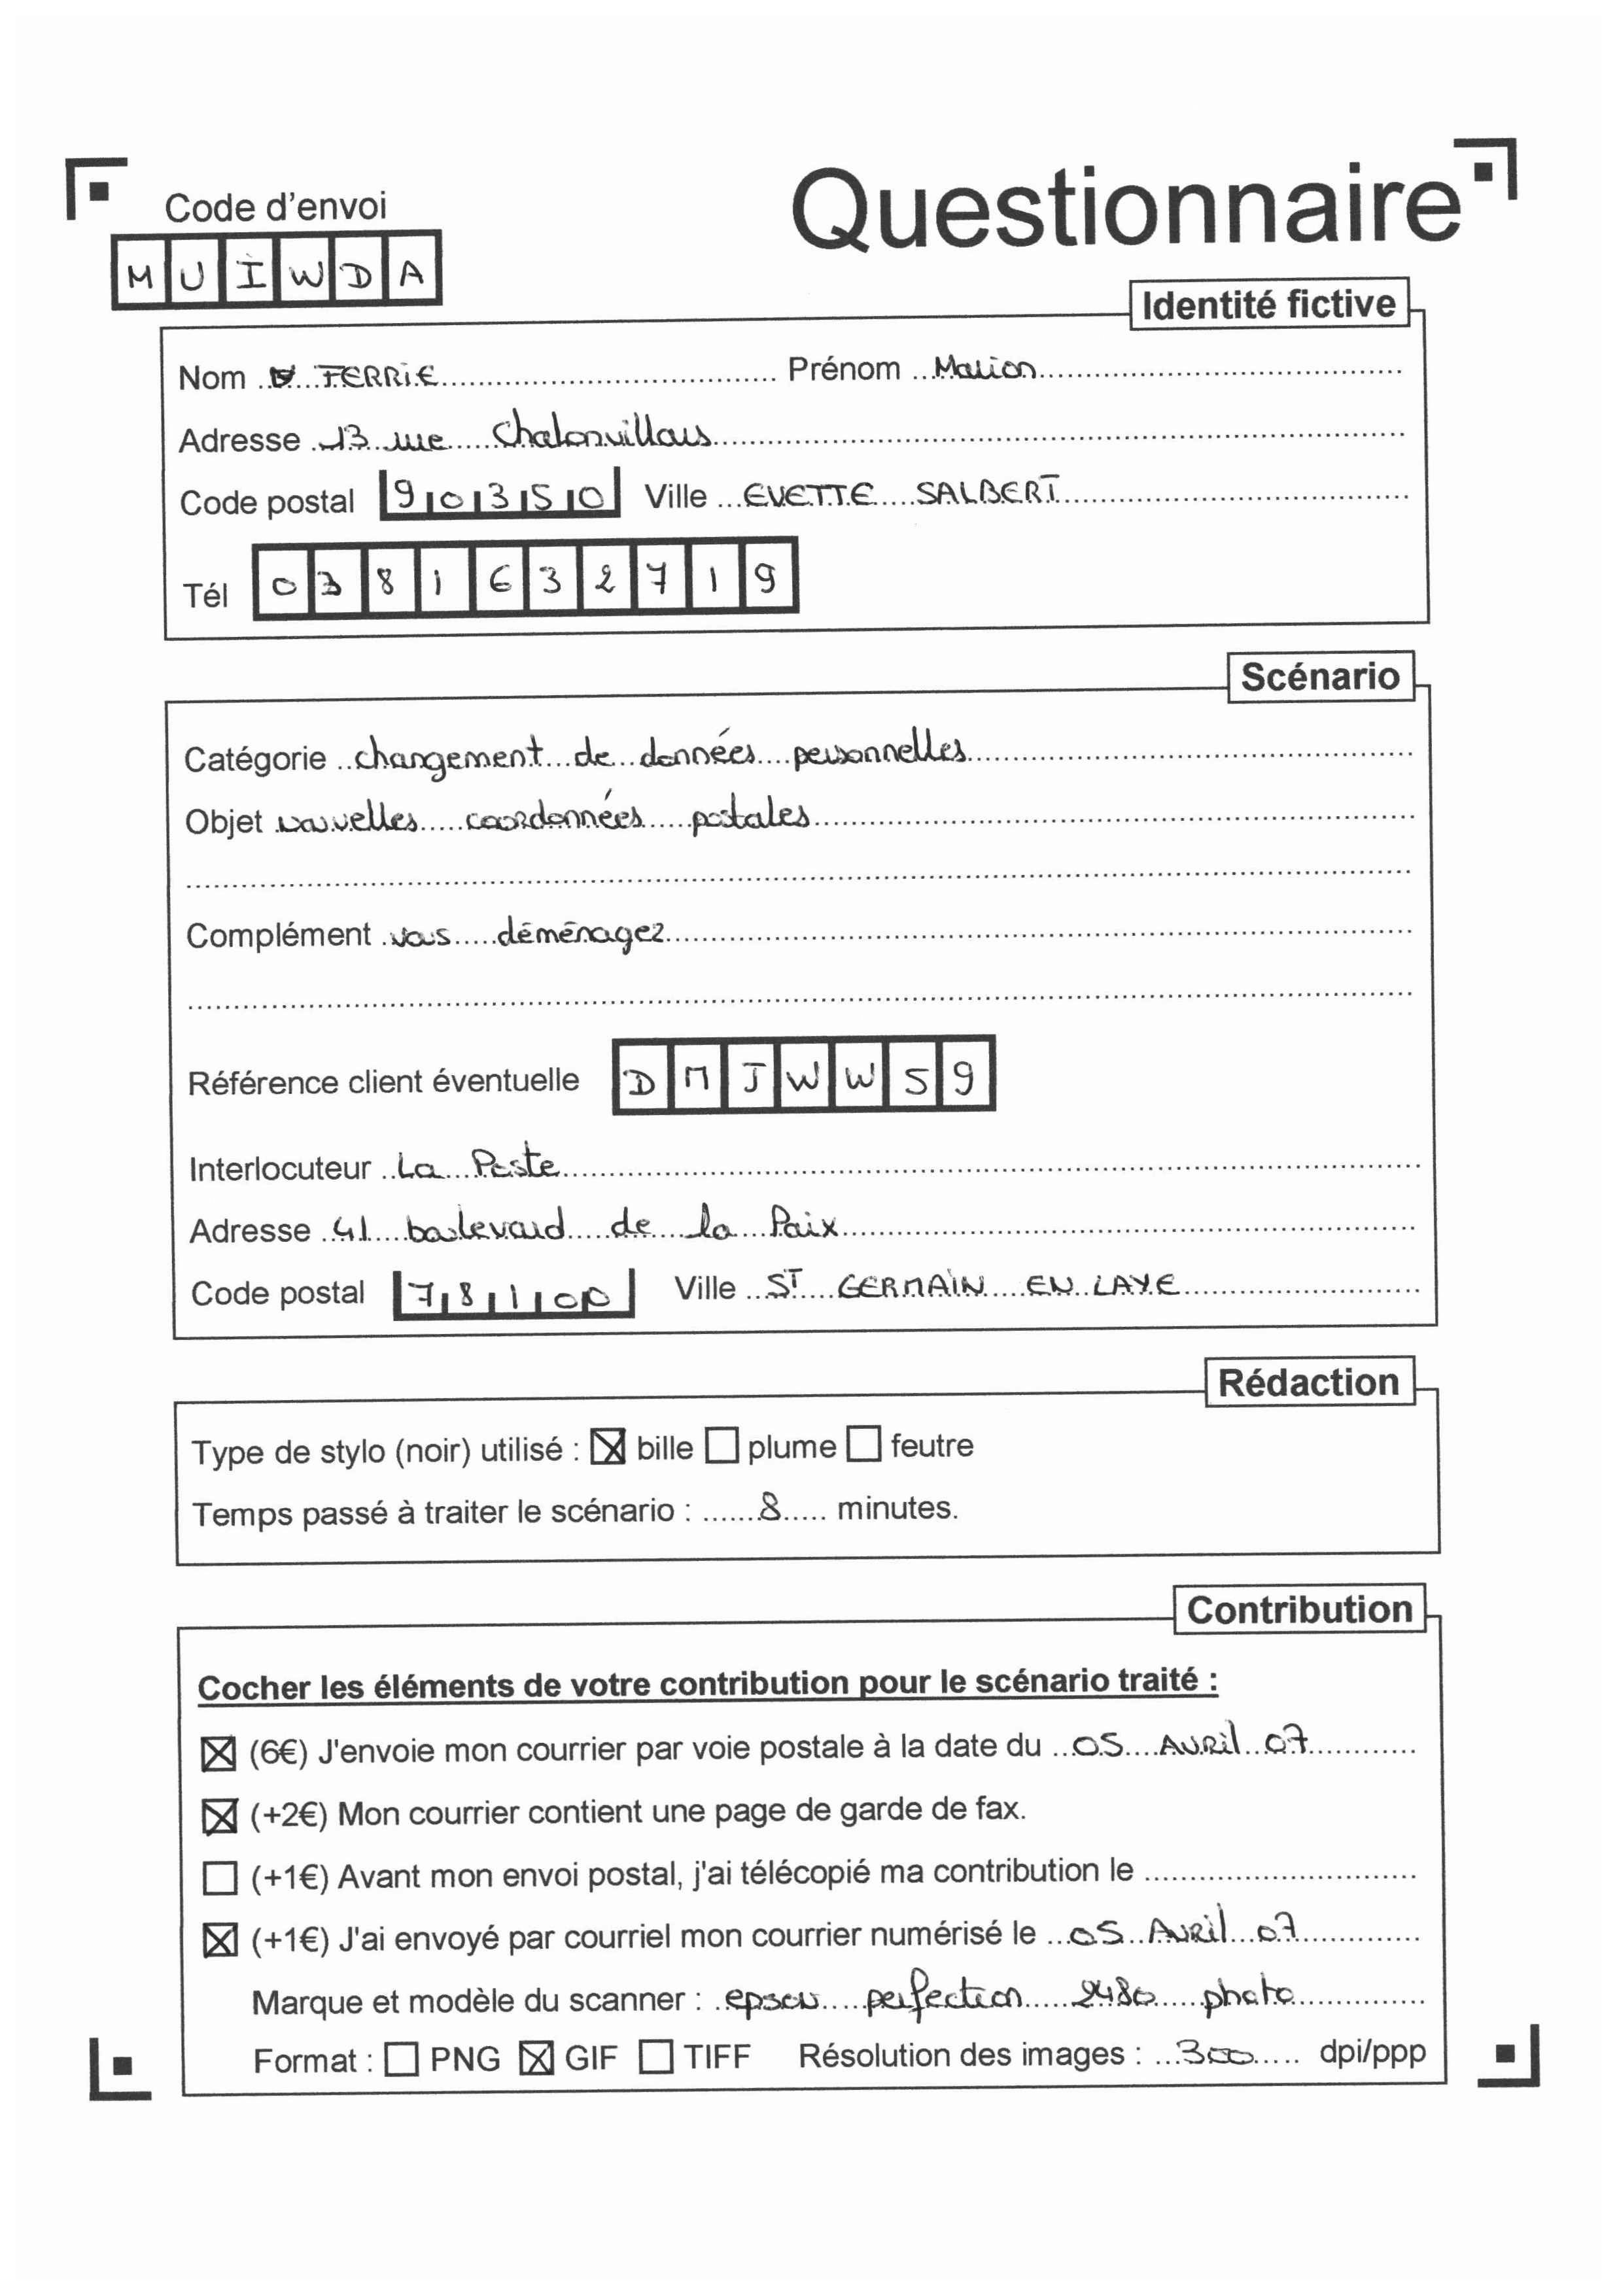 Code d'envoi
Questionnaire
MUIWDA
Identité fictive
Nom FERRIE Prénom Marion
Adresse 13 rue Chalonvillars
Code postal 90350 Ville EVETTE SALBERT
Tél 0381632719
Scénario
Catégorie changement de données personnelles
Objet nouvelles coordonnées postales
Complément vous déménagez
Référence client éventuelle DMJWWS9
Interlocuteur La Poste
Adresse 41 boulevard de la Paix
Code postal 78100 Ville ST GERMAIN EN LAYE
Rédaction
Type de stylo (noir) utilisé : bille plume feutre
Temps passé à traiter le scénario : 8 minutes.
Contribution
Cocher les éléments de votre contribution pour le scénario traité :
(6€) J'envoie mon courrier par voie postale à la date du 05 Avril 07
(+2€) Mon courrier contient une page de garde de fax.
(+1€) Avant mon envoi postal, j'ai télécopié ma contribution le
(+1€) J'ai envoyé par courriel mon courrier numérisé le 05 Avril 07
Marque et modèle du scanner : epson perfection 2480 photo
Format : PNG GIF TIFF Résolution des images : 300 dpi/ppp